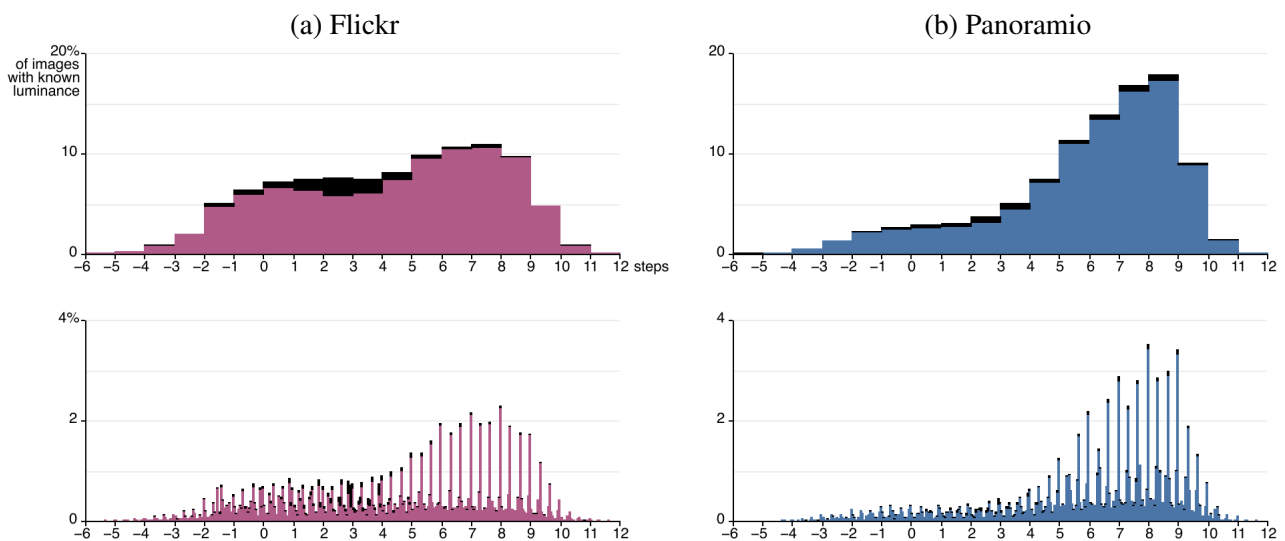 (a) Flickr
(b) Panoramio
20%
of images
with known
luminance
10
0
−6 −5 −4 −3 −2 −1 0 1 2 3 4 5 6 7 8 9 10 11 12 steps
20
10
0
−6 −5 −4 −3 −2 −1 0 1 2 3 4 5 6 7 8 9 10 11 12
4%
2
0
−6 −5 −4 −3 −2 −1 0 1 2 3 4 5 6 7 8 9 10 11 12
4
2
0
−6 −5 −4 −3 −2 −1 0 1 2 3 4 5 6 7 8 9 10 11 12